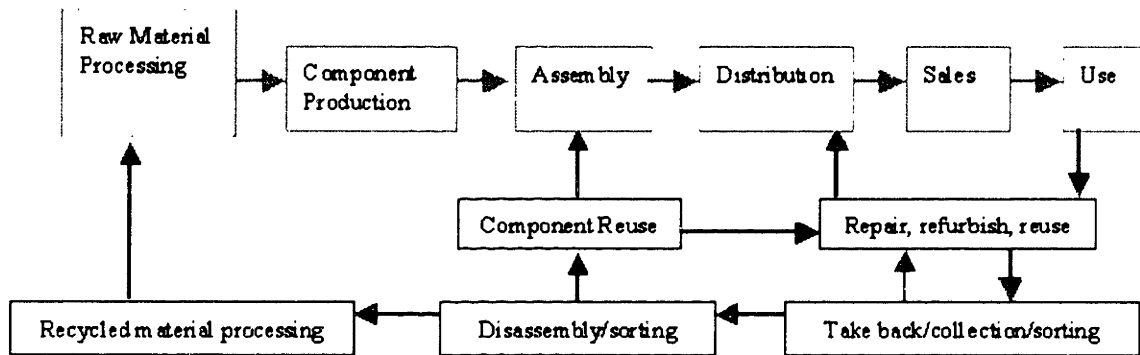 Raw Material
Processing
Component
Production
Assembly
Distribution
Sales
Use
Component Reuse
Repair, refurbish, reuse
Recycled material processing
Disassembly/sorting
Take back/collection/sorting